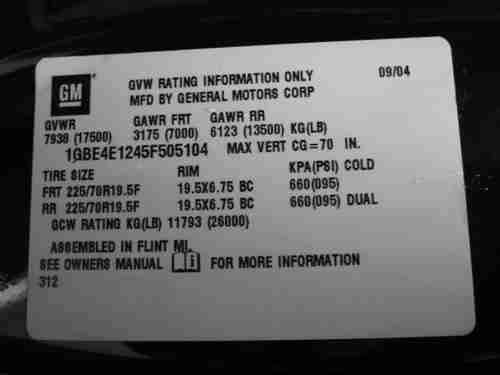 GM
GVW RATING INFORMATION ONLY 09/04
MFD BY GENERAL MOTORS CORP
GVWR GAWR FRT GAWR RR
7938 (17500) 3175 (7000) 6123 (13500) KG(LB)
1GBE4E1245F505104 MAX VERT CG=70 IN.
TIRE SIZE RIM KPA(PSI) COLD
FRT 225/70R19.5F 19.5X6.75 BC 660(095)
RR 225/70R19.5F 19.5X6.75 BC 660(095) DUAL
GCW RATING KG(LB) 11793 (26000)
ASSEMBLED IN FLINT MI.
SEE OWNERS MANUAL i FOR MORE INFORMATION
312